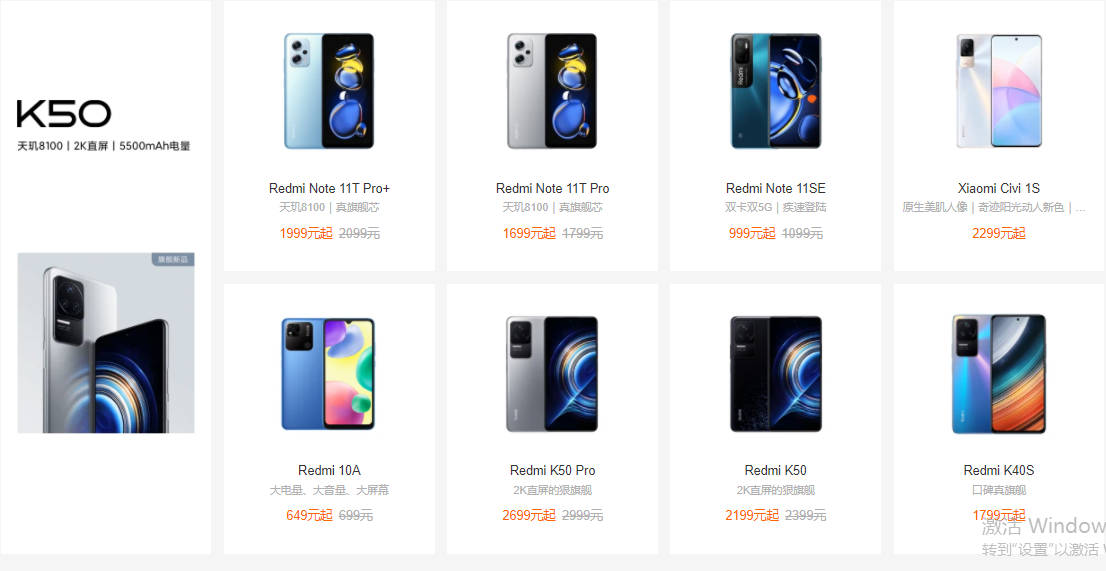 K50
天玑8100丨2K直屏丨5500mAh电量
旗舰新品
Redmi Note 11T Pro+
天玑8100｜真旗舰芯
1999元起 2099元
Redmi Note 11T Pro
天玑8100｜真旗舰芯
1699元起 1799元
Redmi Note 11SE
双卡双5G｜疾速登陆
999元起 1099元
Xiaomi Civi 1S
原生美肌人像｜奇迹阳光动人新色｜...
2299元起
Redmi 10A
大电量、大音量、大屏幕
649元起 699元
Redmi K50 Pro
2K直屏的狠旗舰
2699元起 2999元
Redmi K50
2K直屏的狠旗舰
2199元起 2399元
Redmi K40S
口碑真旗舰
1799元起
激活 Window
转到“设置”以激活 W